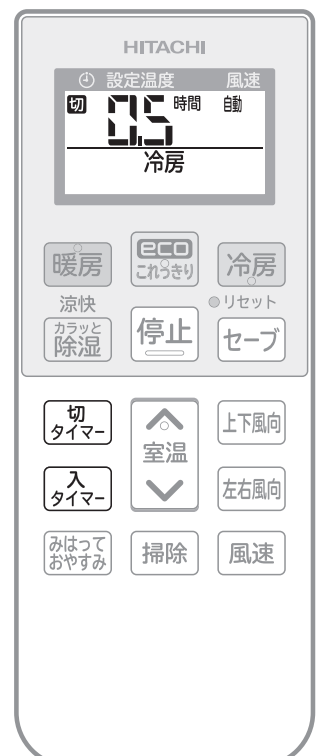 HITACHI
設定温度 風速
切 0.5 時間 自動
冷房
暖房 eco これっきり 冷房
涼快 リセット
カラッと 除湿 停止 セーブ
切 タイマー 室温 上下風向
入 タイマー 左右風向
みはって おやすみ 掃除 風速